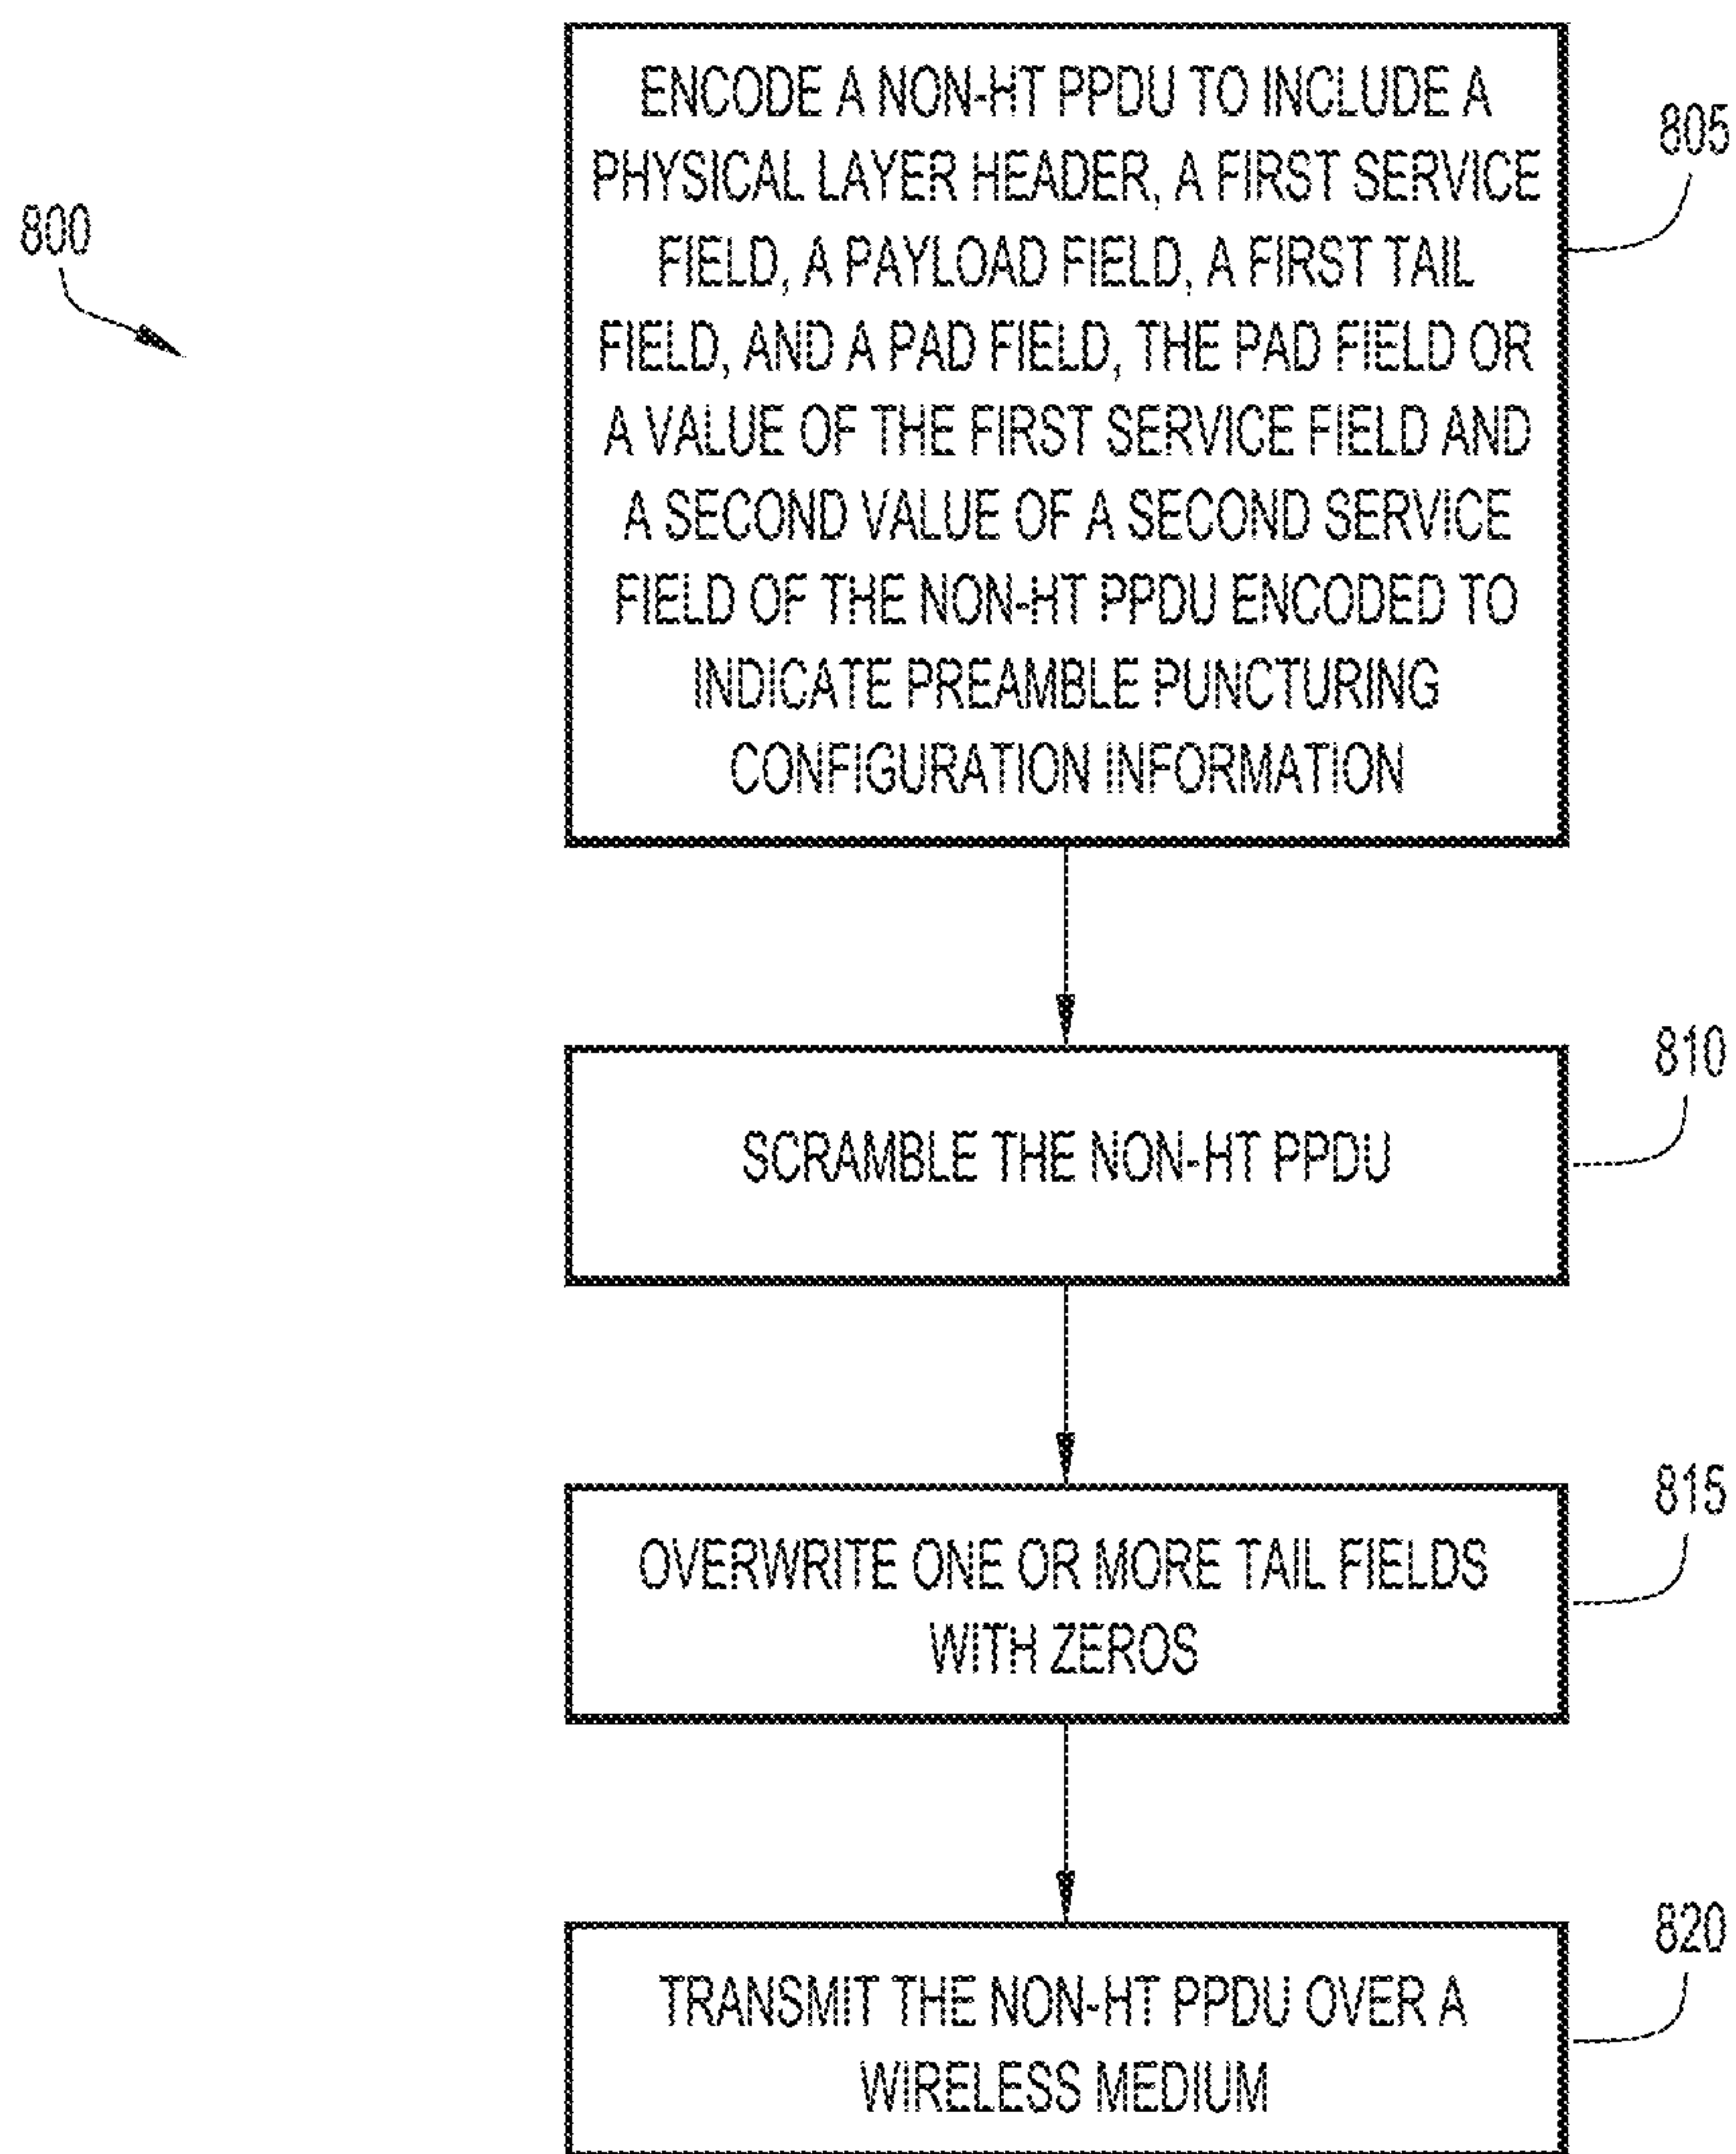 800
ENCODE A NON-HT PPDU TO INCLUDE A
PHYSICAL LAYER HEADER, A FIRST SERVICE
FIELD, A PAYLOAD FIELD, A FIRST TAIL
FIELD, AND A PAD FIELD, THE PAD FIELD OR
A VALUE OF THE FIRST SERVICE FIELD AND
A SECOND VALUE OF A SECOND SERVICE
FIELD OF THE NON-HT PPDU ENCODED TO
INDICATE PREAMBLE PUNCTURING
CONFIGURATION INFORMATION
805
SCRAMBLE THE NON-HT PPDU
810
OVERWRITE ONE OR MORE TAIL FIELDS
WITH ZEROS
815
TRANSMIT THE NON-HT PPDU OVER A
WIRELESS MEDIUM
820